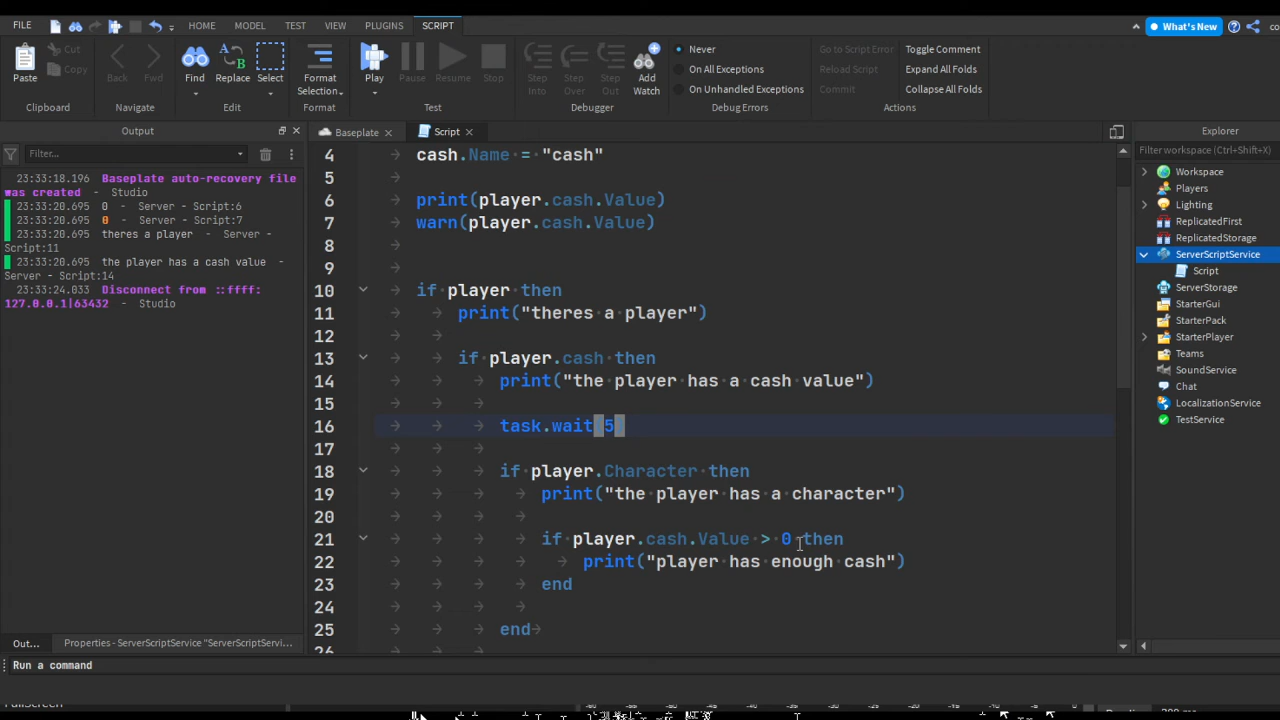 FILE HOME MODEL TEST VIEW PLUGINS SCRIPT What's New co
Paste Cut Copy Back Fwd Find Replace Select Format Selection Play Pause Resume Stop Step Into Step Over Step Out Add Watch
Never
On All Exceptions
On Unhandled Exceptions
Go to Script Error
Reload Script
Commit
Toggle Comment
Expand All Folds
Collapse All Folds
Clipboard Navigate Edit Format Test Debugger Debug Errors Actions
Output
Filter...
23:33:18.196 Baseplate auto-recovery file
was created - Studio
23:33:20.695 0 - Server - Script:6
23:33:20.695 0 - Server - Script:7
23:33:20.695 theres a player - Server -
Script:11
23:33:20.695 the player has a cash value -
Server - Script:14
23:33:24.033 Disconnect from ::ffff:
127.0.0.1|63432 - Studio
Out... Properties - ServerScriptService "ServerScriptServi...
Baseplate Script
4 cash.Name = "cash"
5
6 print(player.cash.Value)
7 warn(player.cash.Value)
8
9
10 if player then
11 print("theres a player")
12
13 if player.cash then
14 print("the player has a cash value")
15
16 task.wait(5)
17
18 if player.Character then
19 print("the player has a character")
20
21 if player.cash.Value > 0 then
22 print("player has enough cash")
23 end
24
25 end
26
Explorer
Filter workspace (Ctrl+Shift+X)
Workspace
Players
Lighting
ReplicatedFirst
ReplicatedStorage
ServerScriptService
Script
ServerStorage
StarterGui
StarterPack
StarterPlayer
Teams
SoundService
Chat
LocalizationService
TestService
Run a command